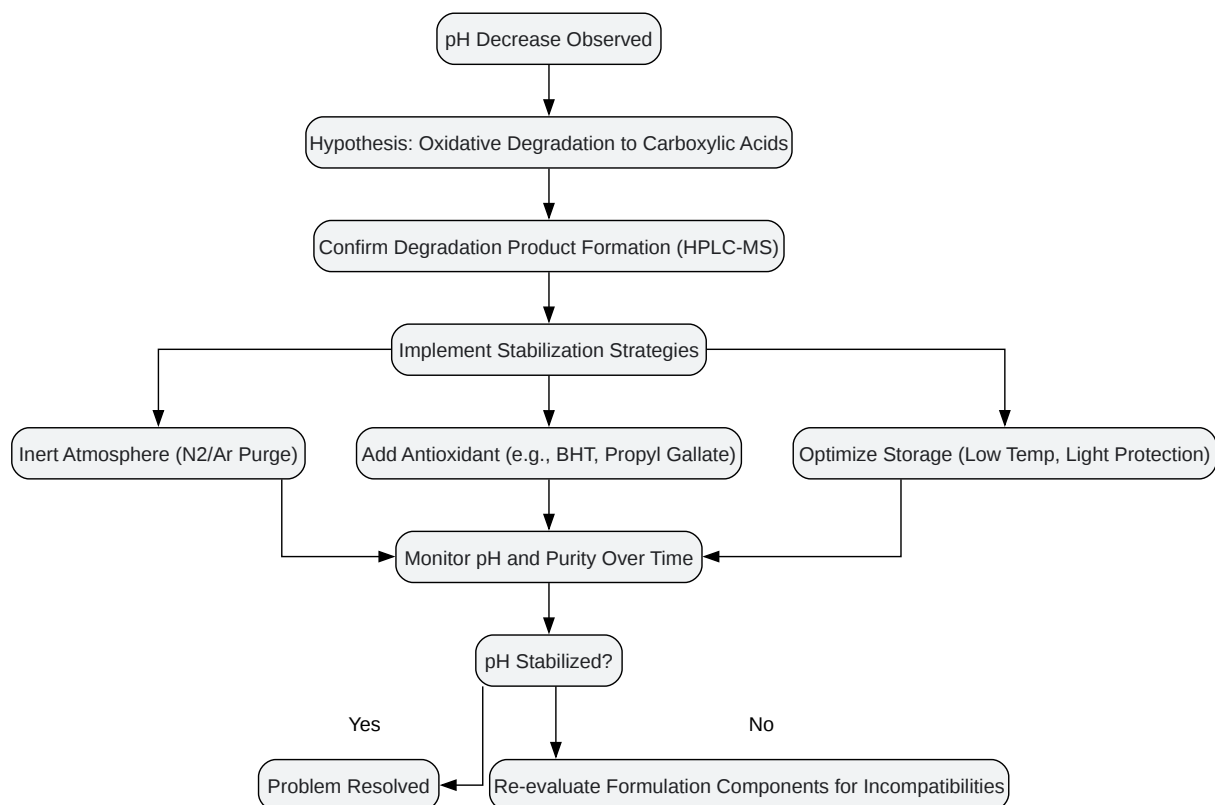 pH Decrease Observed
Hypothesis: Oxidative Degradation to Carboxylic Acids
Confirm Degradation Product Formation (HPLC-MS)
Implement Stabilization Strategies
Inert Atmosphere (N2/Ar Purge)
Add Antioxidant (e.g., BHT, Propyl Gallate)
Optimize Storage (Low Temp, Light Protection)
Monitor pH and Purity Over Time
pH Stabilized?
Yes
No
Problem Resolved
Re-evaluate Formulation Components for Incompatibilities